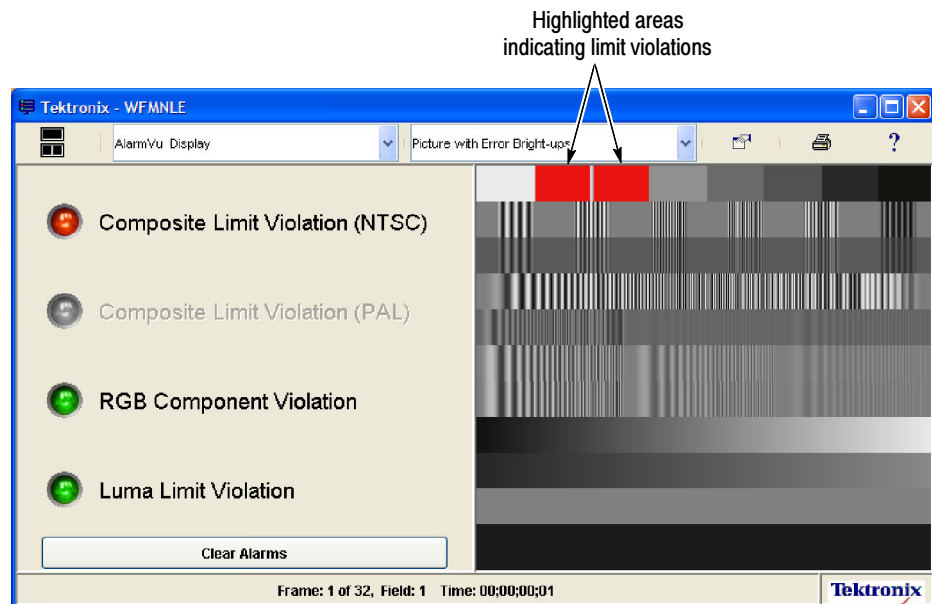 Highlighted areas
indicating limit violations
Tektronix - WFMNLE
AlarmVu Display
Picture with Error Bright-ups
?
Composite Limit Violation (NTSC)
Composite Limit Violation (PAL)
RGB Component Violation
Luma Limit Violation
Clear Alarms
Frame: 1 of 32, Field: 1 Time: 00;00;00;01
Tektronix